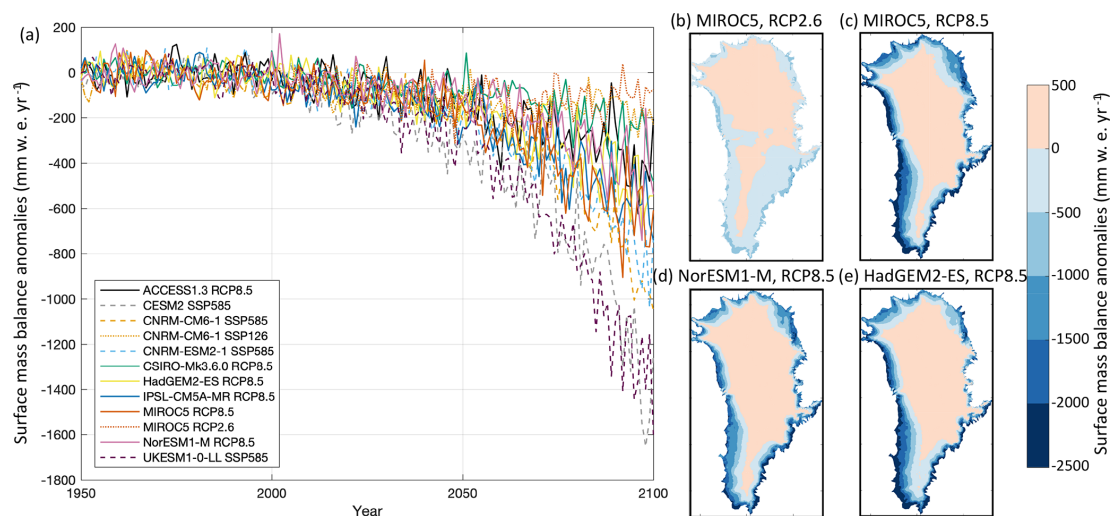 (a)
Surface mass balance anomalies (mm w. e. yr⁻¹)
200
0
-200
-400
-600
-800
-1000
-1200
-1400
-1600
-1800
1950
2000
2050
2100
Year
ACCESS1.3 RCP8.5
CESM2 SSP585
CNRM-CM6-1 SSP585
CNRM-CM6-1 SSP126
CNRM-ESM2-1 SSP585
CSIRO-Mk3.6.0 RCP8.5
HadGEM2-ES RCP8.5
IPSL-CM5A-MR RCP8.5
MIROC5 RCP8.5
MIROC5 RCP2.6
NorESM1-M RCP8.5
UKESM1-0-LL SSP585
(b) MIROC5, RCP2.6
(c) MIROC5, RCP8.5
(d) NorESM1-M, RCP8.5
(e) HadGEM2-ES, RCP8.5
500
0
-500
-1000
-1500
-2000
-2500
Surface mass balance anomalies (mm w. e. yr⁻¹)